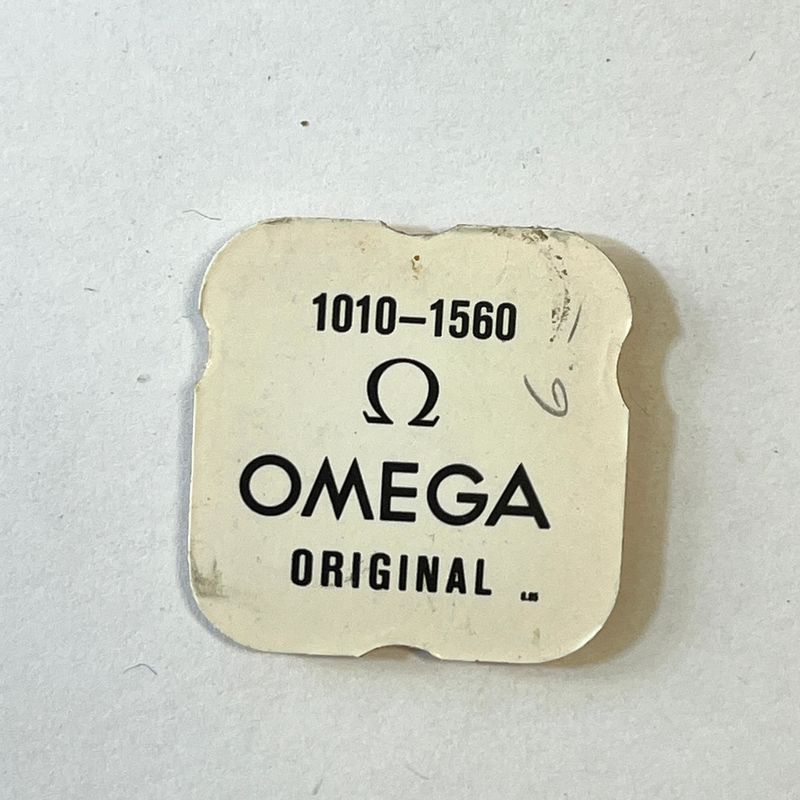 1010-1560
6.-
Ω
OMEGA
ORIGINAL